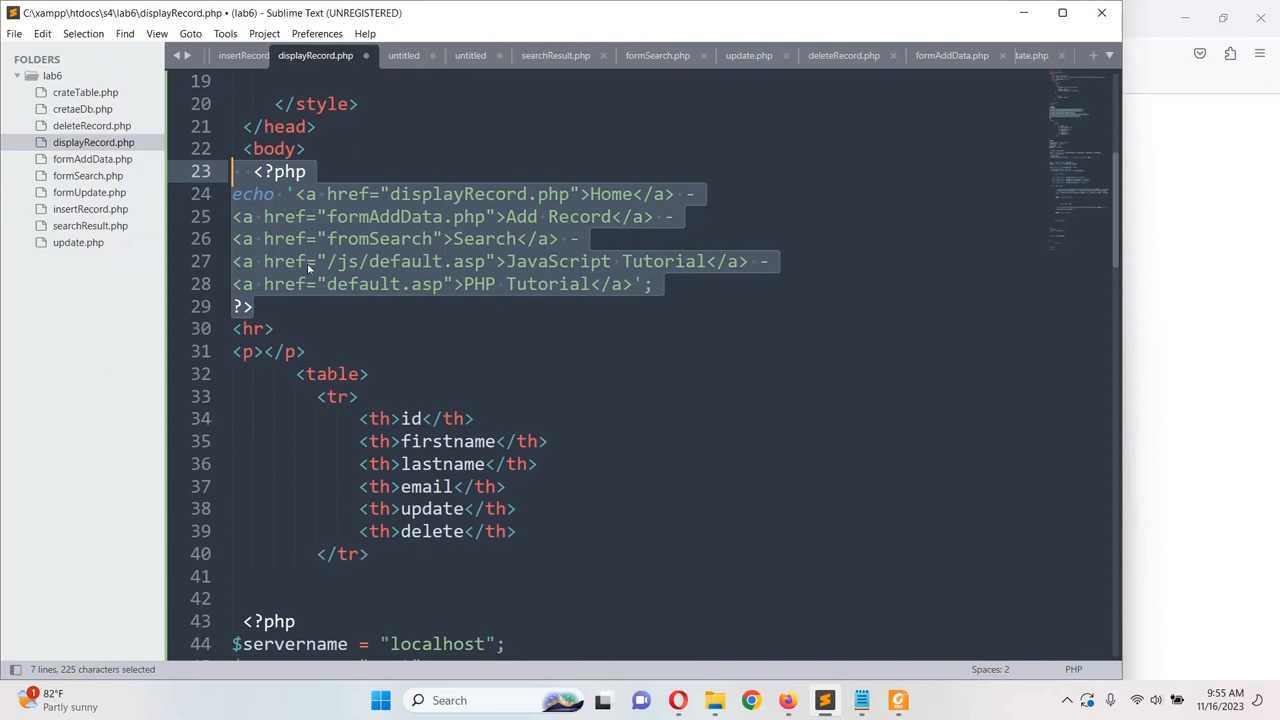 C:\xampp\htdocs\s4\lab6\displayRecord.php • (lab6) - Sublime Text (UNREGISTERED)
File Edit Selection Find View Goto Tools Project Preferences Help
FOLDERS
lab6
crateTable.php
cretaeDb.php
deleteRecord.php
displayRecord.php
formAddData.php
formSearch.php
formUpdate.php
insertRecord.php
searchResult.php
update.php
insertRecord displayRecord.php untitled untitled searchResult.php formSearch.php update.php deleteRecord.php formAddData.php late.php
19
20 </style>
21 </head>
22 <body>
23 <?php
24 echo '<a href="displayRecord.php">Home</a> -
25 <a href="formAddData.php">Add Record</a> -
26 <a href="fromSearch">Search</a> -
27 <a href="/js/default.asp">JavaScript Tutorial</a> -
28 <a href="default.asp">PHP Tutorial</a>';
29 ?>
30 <hr>
31 <p></p>
32 <table>
33 <tr>
34 <th>id</th>
35 <th>firstname</th>
36 <th>lastname</th>
37 <th>email</th>
38 <th>update</th>
39 <th>delete</th>
40 </tr>
41
42
43 <?php
44 $servername = "localhost";
7 lines, 225 characters selected
Spaces: 2 PHP
1
82°F
Partly sunny
Search
9:55 AM
11/16/2023